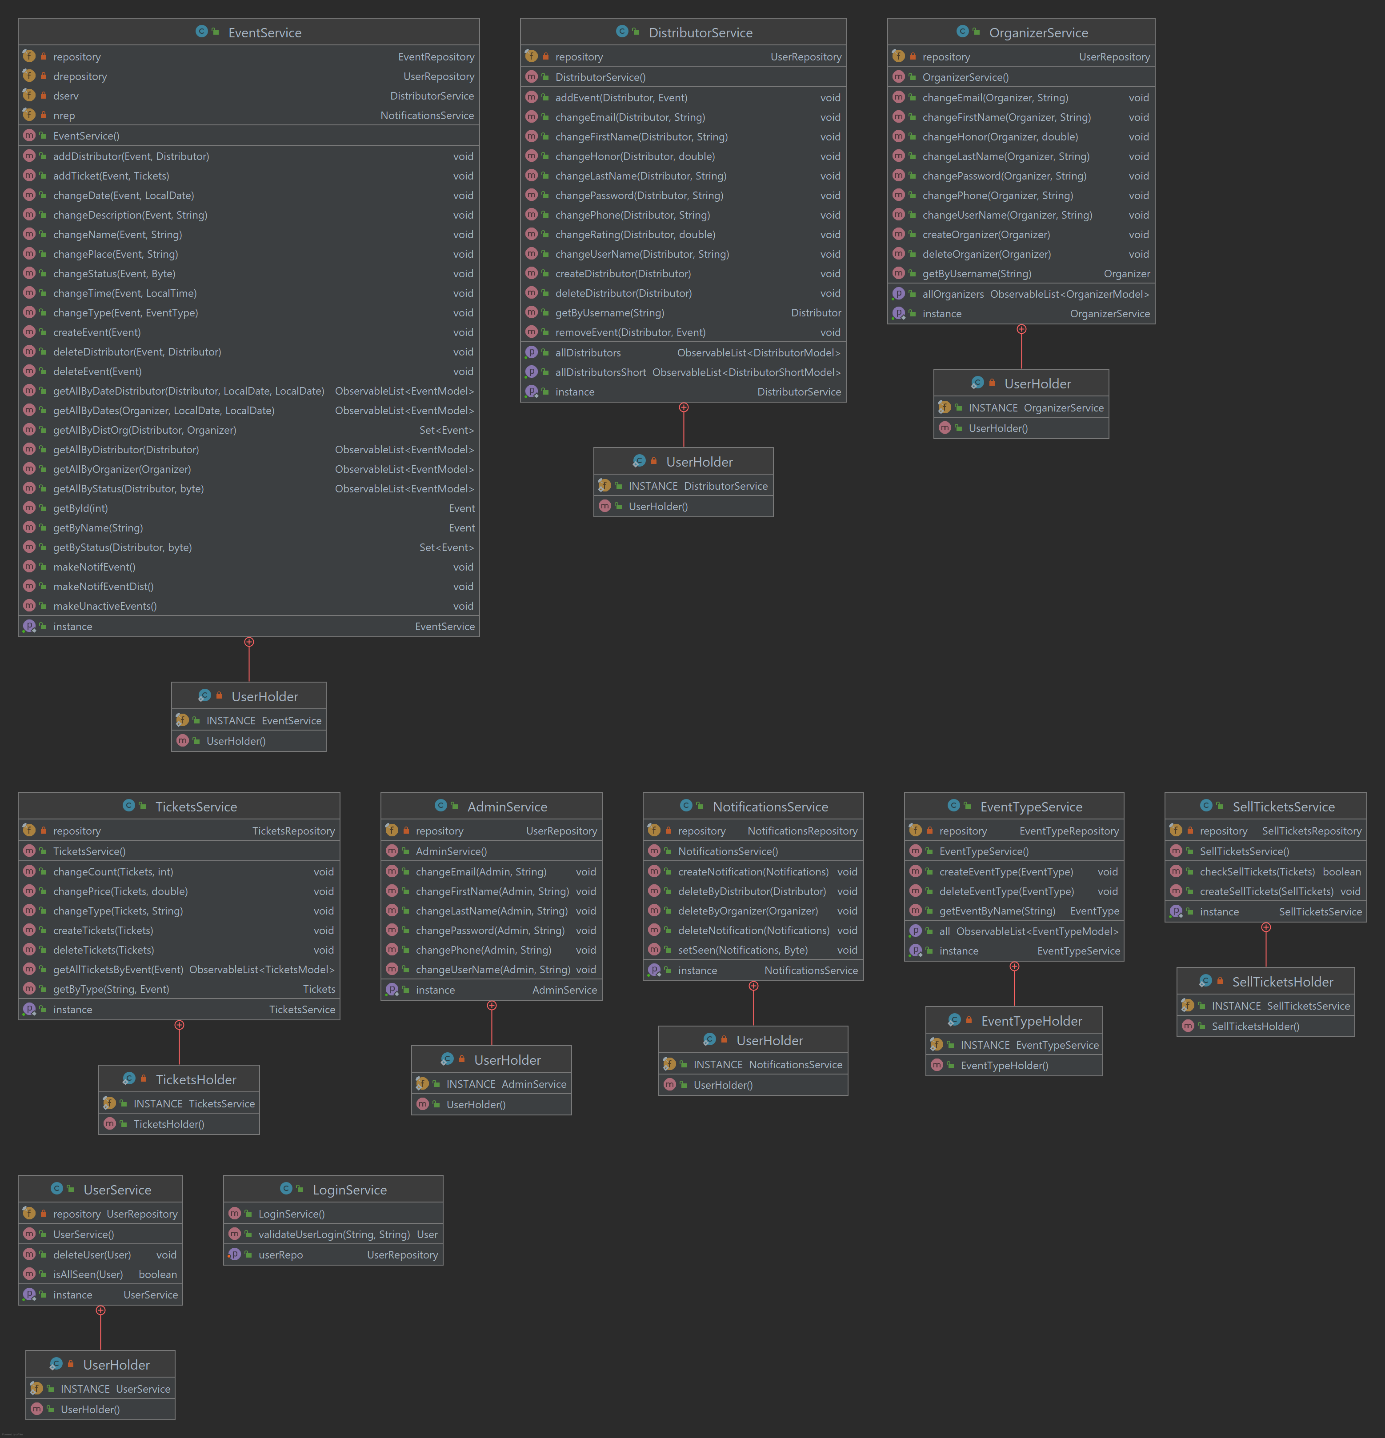 EventService
repository EventRepository
drepository UserRepository
dserv DistributorService
nrep NotificationsService
EventService()
addDistributor(Event, Distributor) void
addTicket(Event, Tickets) void
changeDate(Event, LocalDate) void
changeDescription(Event, String) void
changeName(Event, String) void
changePlace(Event, String) void
changeStatus(Event, Byte) void
changeTime(Event, LocalTime) void
changeType(Event, EventType) void
createEvent(Event) void
deleteDistributor(Event, Distributor) void
deleteEvent(Event) void
getAllByDateDistributor(Distributor, LocalDate, LocalDate) ObservableList<EventModel>
getAllByDates(Organizer, LocalDate, LocalDate) ObservableList<EventModel>
getAllByDistOrg(Distributor, Organizer) Set<Event>
getAllByDistributor(Distributor) ObservableList<EventModel>
getAllByOrganizer(Organizer) ObservableList<EventModel>
getAllByStatus(Distributor, byte) ObservableList<EventModel>
getById(int) Event
getByName(String) Event
getByStatus(Distributor, byte) Set<Event>
makeNotifEvent() void
makeNotifEventDist() void
makeUnactiveEvents() void
instance EventService
UserHolder
INSTANCE EventService
UserHolder()
DistributorService
repository UserRepository
DistributorService()
addEvent(Distributor, Event) void
changeEmail(Distributor, String) void
changeFirstName(Distributor, String) void
changeHonor(Distributor, double) void
changeLastName(Distributor, String) void
changePassword(Distributor, String) void
changePhone(Distributor, String) void
changeRating(Distributor, double) void
changeUserName(Distributor, String) void
createDistributor(Distributor) void
deleteDistributor(Distributor) void
getByUsername(String) Distributor
removeEvent(Distributor, Event) void
allDistributors ObservableList<DistributorModel>
allDistributorsShort ObservableList<DistributorShortModel>
instance DistributorService
UserHolder
INSTANCE DistributorService
UserHolder()
OrganizerService
repository UserRepository
OrganizerService()
changeEmail(Organizer, String) void
changeFirstName(Organizer, String) void
changeHonor(Organizer, double) void
changeLastName(Organizer, String) void
changePassword(Organizer, String) void
changePhone(Organizer, String) void
changeUserName(Organizer, String) void
createOrganizer(Organizer) void
deleteOrganizer(Organizer) void
getByUsername(String) Organizer
allOrganizers ObservableList<OrganizerModel>
instance OrganizerService
UserHolder
INSTANCE OrganizerService
UserHolder()
TicketsService
repository TicketsRepository
TicketsService()
changeCount(Tickets, int) void
changePrice(Tickets, double) void
changeType(Tickets, String) void
createTickets(Tickets) void
deleteTickets(Tickets) void
getAllTicketsByEvent(Event) ObservableList<TicketsModel>
getByType(String, Event) Tickets
instance TicketsService
TicketsHolder
INSTANCE TicketsService
TicketsHolder()
AdminService
repository UserRepository
AdminService()
changeEmail(Admin, String) void
changeFirstName(Admin, String) void
changeLastName(Admin, String) void
changePassword(Admin, String) void
changePhone(Admin, String) void
changeUserName(Admin, String) void
instance AdminService
UserHolder
INSTANCE AdminService
UserHolder()
NotificationsService
repository NotificationsRepository
NotificationsService()
createNotification(Notifications) void
deleteByDistributor(Distributor) void
deleteByOrganizer(Organizer) void
deleteNotification(Notifications) void
setSeen(Notifications, Byte) void
instance NotificationsService
UserHolder
INSTANCE NotificationsService
UserHolder()
EventTypeService
repository EventTypeRepository
EventTypeService()
createEventType(EventType) void
deleteEventType(EventType) void
getEventByName(String) EventType
all ObservableList<EventTypeModel>
instance EventTypeService
EventTypeHolder
INSTANCE EventTypeService
EventTypeHolder()
SellTicketsService
repository SellTicketsRepository
SellTicketsService()
checkSellTickets(Tickets) boolean
createSellTickets(SellTickets) void
instance SellTicketsService
SellTicketsHolder
INSTANCE SellTicketsService
SellTicketsHolder()
UserService
repository UserRepository
UserService()
deleteUser(User) void
isAllSeen(User) boolean
instance UserService
UserHolder
INSTANCE UserService
UserHolder()
LoginService
LoginService()
validateUserLogin(String, String) User
userRepo UserRepository